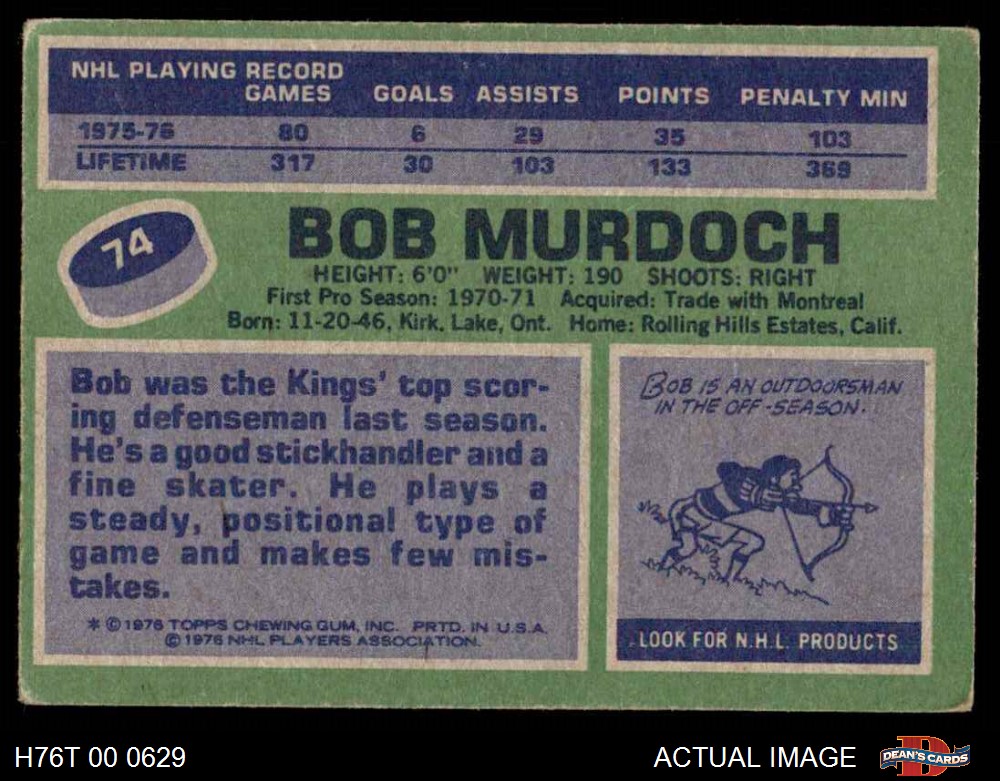 NHL PLAYING RECORD
GAMES GOALS ASSISTS POINTS PENALTY MIN
1975-76 80 6 29 35 103
LIFETIME 317 30 103 133 369
74
BOB MURDOCH
HEIGHT: 6'0" WEIGHT: 190 SHOOTS: RIGHT
First Pro Season: 1970-71 Acquired: Trade with Montreal
Born: 11-20-46, Kirk. Lake, Ont. Home: Rolling Hills Estates, Calif.
Bob was the Kings' top scor-
ing defenseman last season.
He's a good stickhandler and a
fine skater. He plays a
steady, positional type of
game and makes few mis-
takes.
* © 1976 TOPPS CHEWING GUM, INC. PRTD. IN U.S.A.
© 1976 NHL PLAYERS ASSOCIATION.
BOB IS AN OUTDOORSMAN
IN THE OFF-SEASON.
LOOK FOR N.H.L. PRODUCTS
H76T 00 0629
ACTUAL IMAGE
D
DEAN'S CARDS